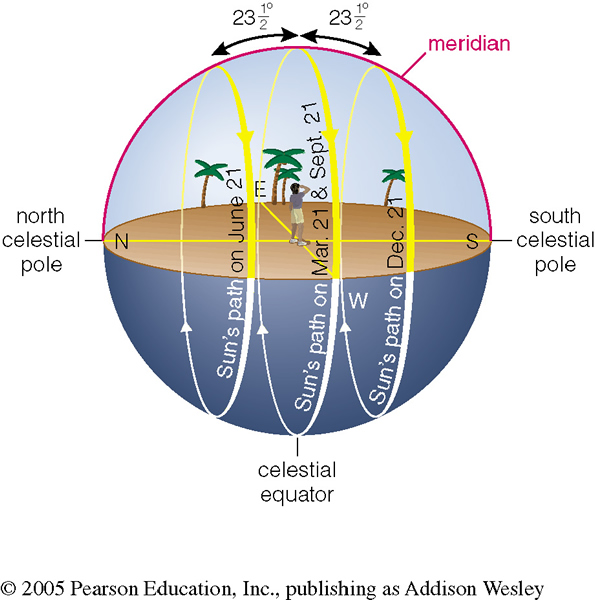 23 1/2° 23 1/2°
meridian
north
celestial
pole
N
E
S
W
south
celestial
pole
Sun's path on June 21
Sun's path on Mar. 21 & Sept. 21
Sun's path on Dec. 21
celestial
equator
© 2005 Pearson Education, Inc., publishing as Addison Wesley